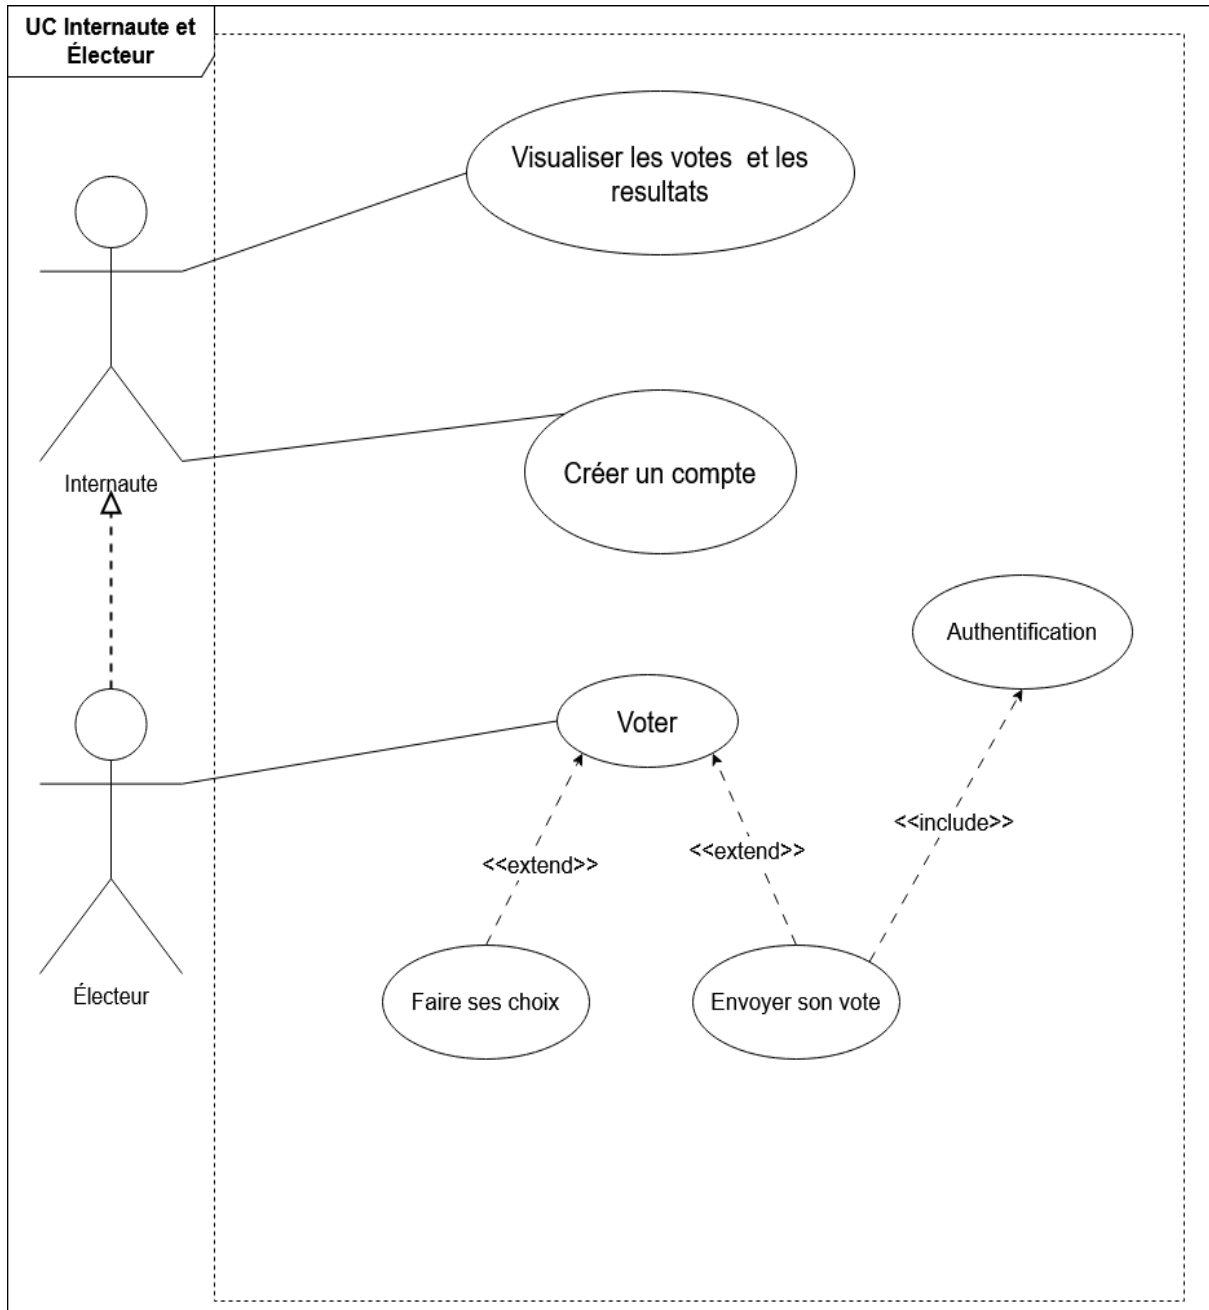 UC Internaute et
Électeur
Visualiser les votes et les
resultats
Internaute
Créer un compte
Authentification
Voter
<<include>>
<<extend>>
<<extend>>
Électeur
Faire ses choix
Envoyer son vote